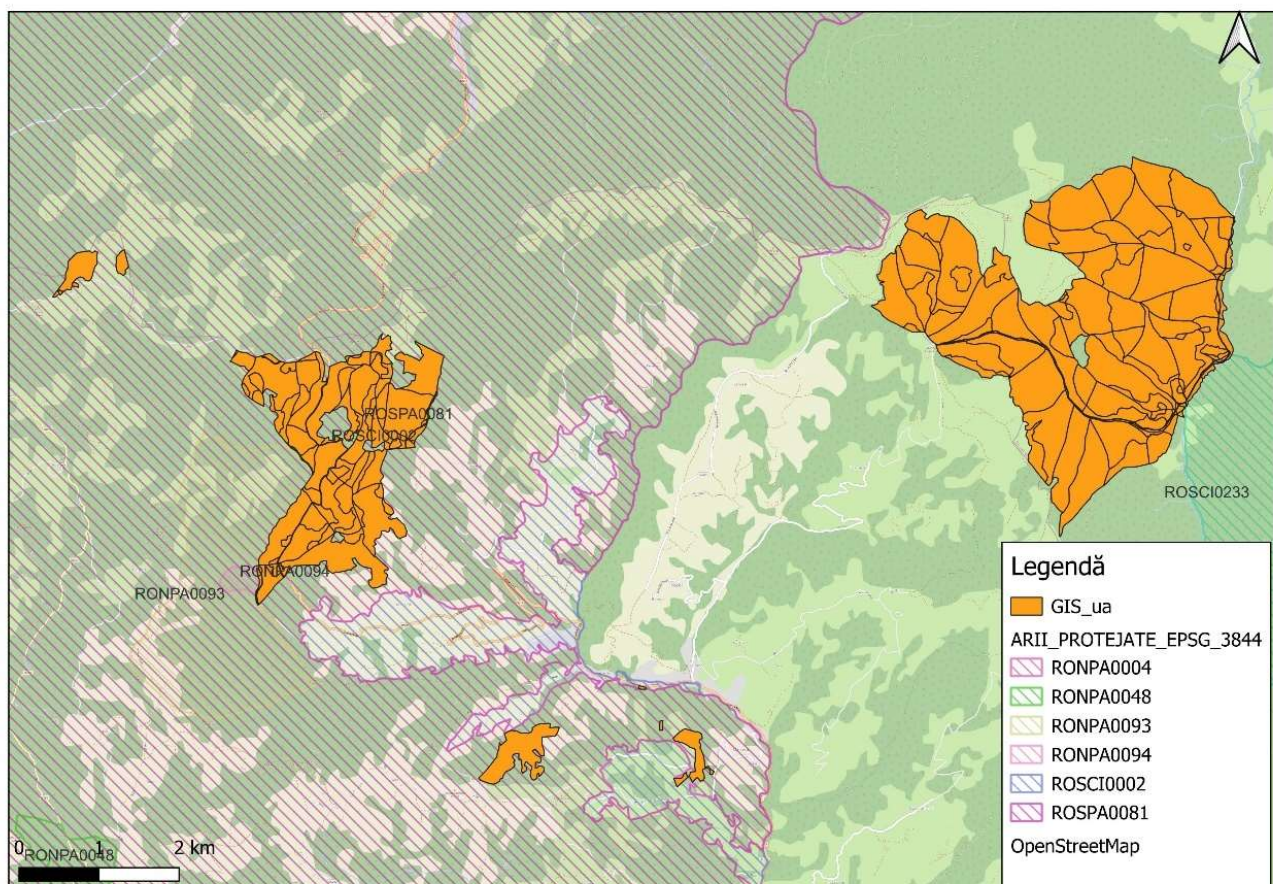 ROSPA0081
ROSCI0002
RONPA0094
RONPA0093
ROSCI0233
RONPA0048
0 1 2 km
Legendă
GIS_ua
ARII_PROTEJATE_EPSG_3844
RONPA0004
RONPA0048
RONPA0093
RONPA0094
ROSCI0002
ROSPA0081
OpenStreetMap